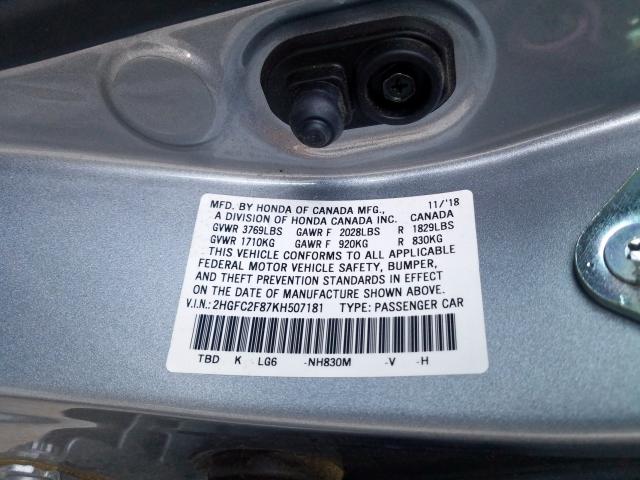 MFD. BY HONDA OF CANADA MFG., 11/'18
A DIVISION OF HONDA CANADA INC. CANADA
GVWR 3769LBS GAWR F 2028LBS R 1829LBS
GVWR 1710KG GAWR F 920KG R 830KG
THIS VEHICLE CONFORMS TO ALL APPLICABLE
FEDERAL MOTOR VEHICLE SAFETY, BUMPER,
AND THEFT PREVENTION STANDARDS IN EFFECT
ON THE DATE OF MANUFACTURE SHOWN ABOVE.
V.I.N.: 2HGFC2F87KH507181 TYPE: PASSENGER CAR
TBD K LG6 -NH830M -V -H